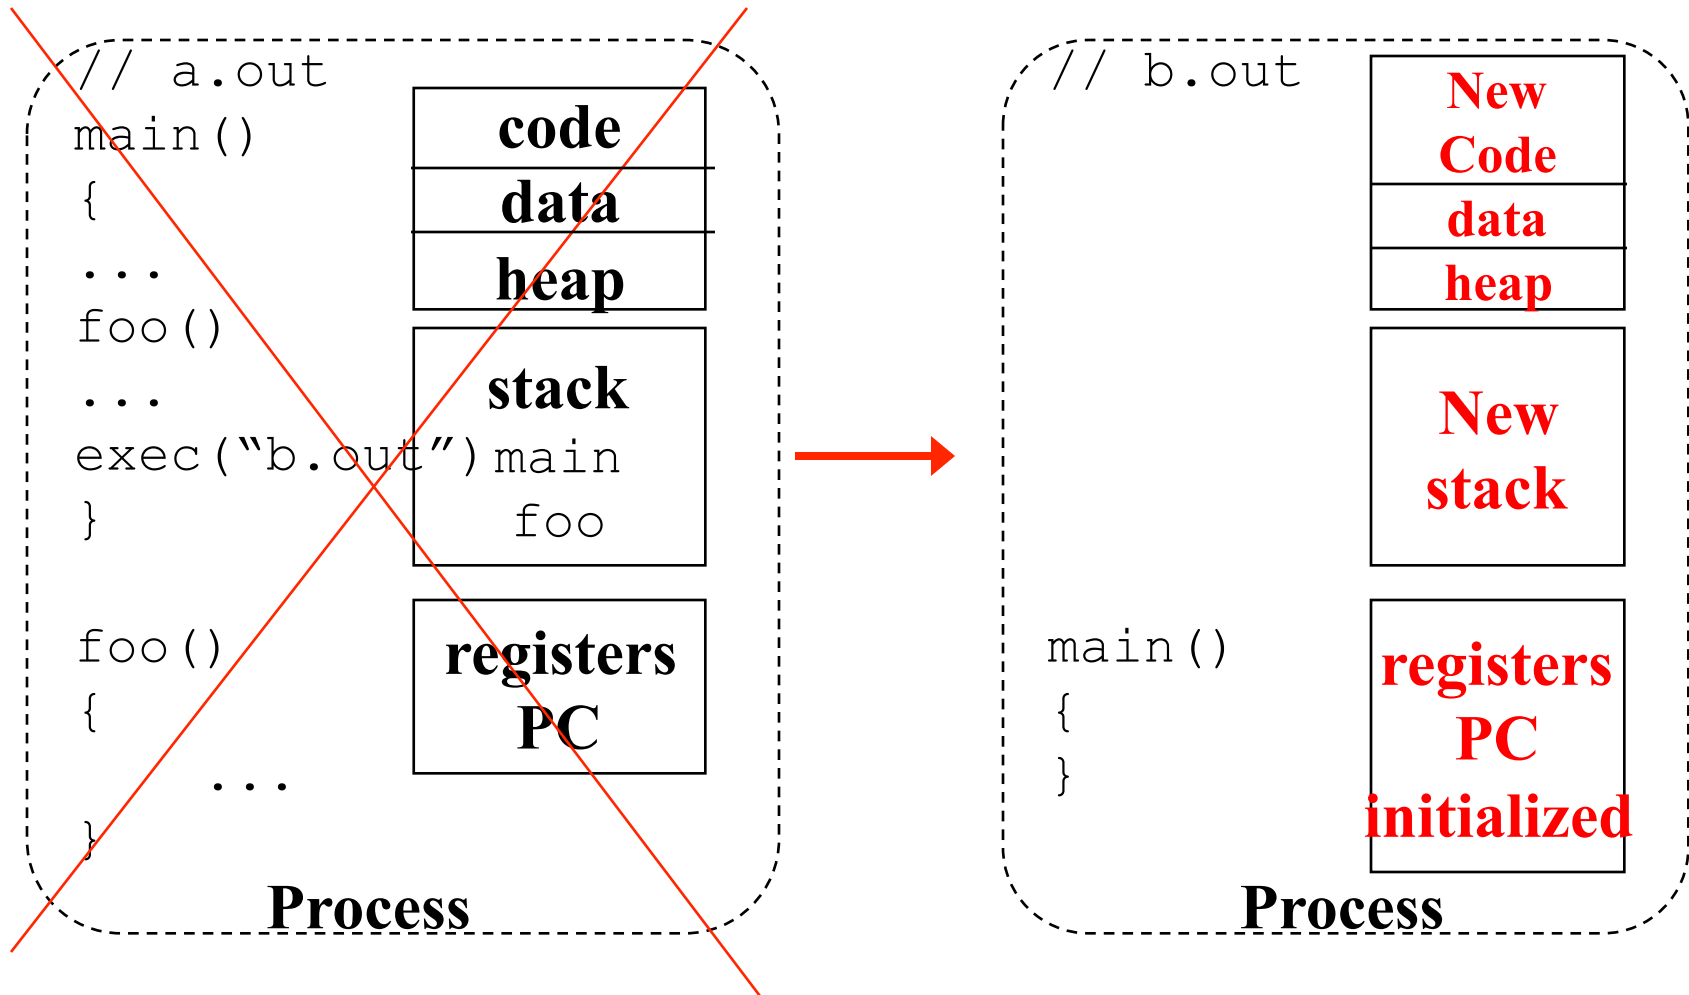 // a.out
main()
{
...
foo()
...
exec(“b.out”)
}
foo()
{
...
}
code
data
heap
stack
main
foo
registers
PC
Process
// b.out
main()
{
}
New
Code
data
heap
New
stack
registers
PC
initialized
Process